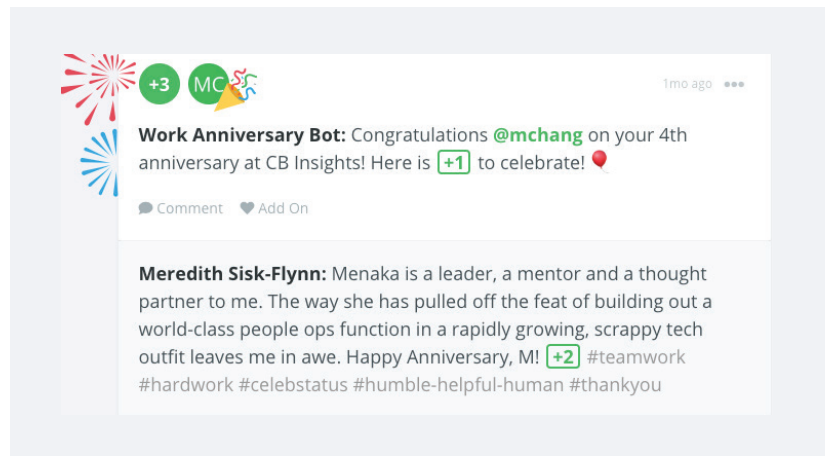 +3 MC 1mo ago
Work Anniversary Bot: Congratulations @mchang on your 4th
anniversary at CB Insights! Here is +1 to celebrate!
Comment Add On
Meredith Sisk-Flynn: Menaka is a leader, a mentor and a thought
partner to me. The way she has pulled off the feat of building out a
world-class people ops function in a rapidly growing, scrappy tech
outfit leaves me in awe. Happy Anniversary, M! +2 #teamwork
#hardwork #celebstatus #humble-helpful-human #thankyou